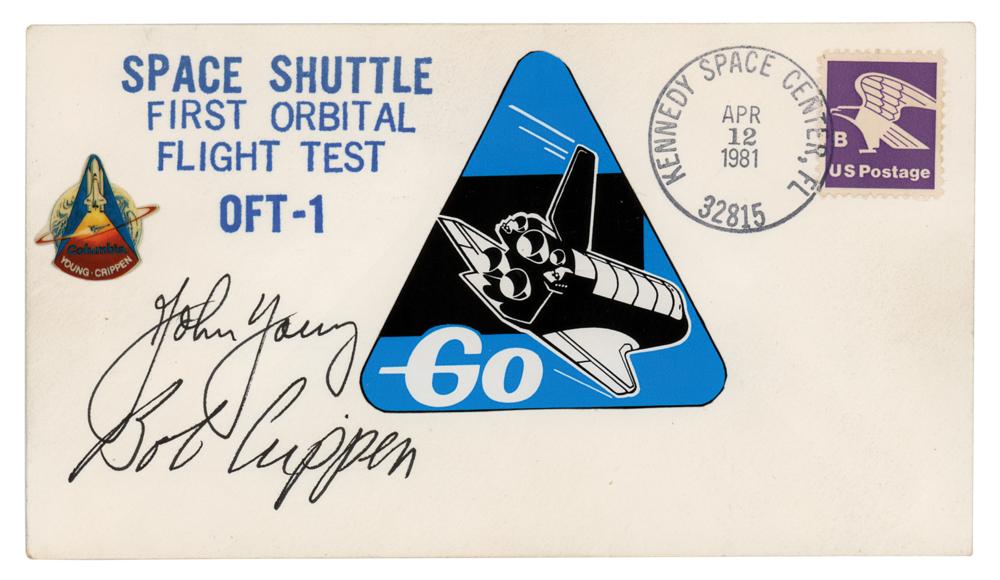 SPACE SHUTTLE
FIRST ORBITAL
FLIGHT TEST
OFT-1
Columbia
YOUNG · CRIPPEN
John Young
Bob Crippen
Go
KENNEDY SPACE CENTER, FL
APR
12
1981
32815
B
US Postage